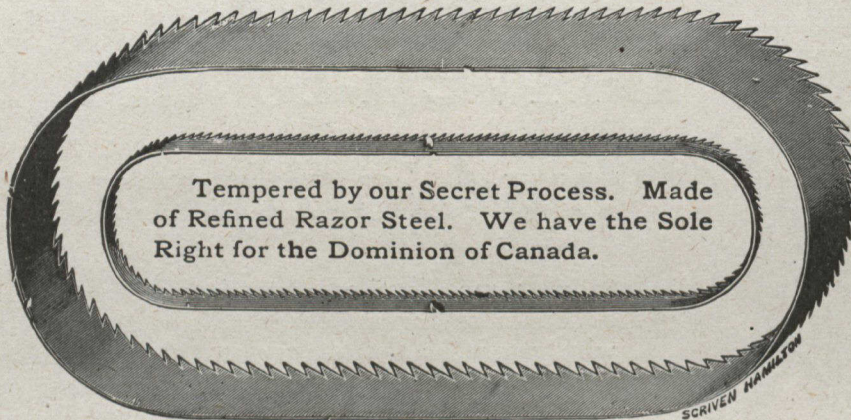 Tempered by our Secret Process. Made
of Refined Razor Steel. We have the Sole
Right for the Dominion of Canada.
SCRIVEN HAMILTON